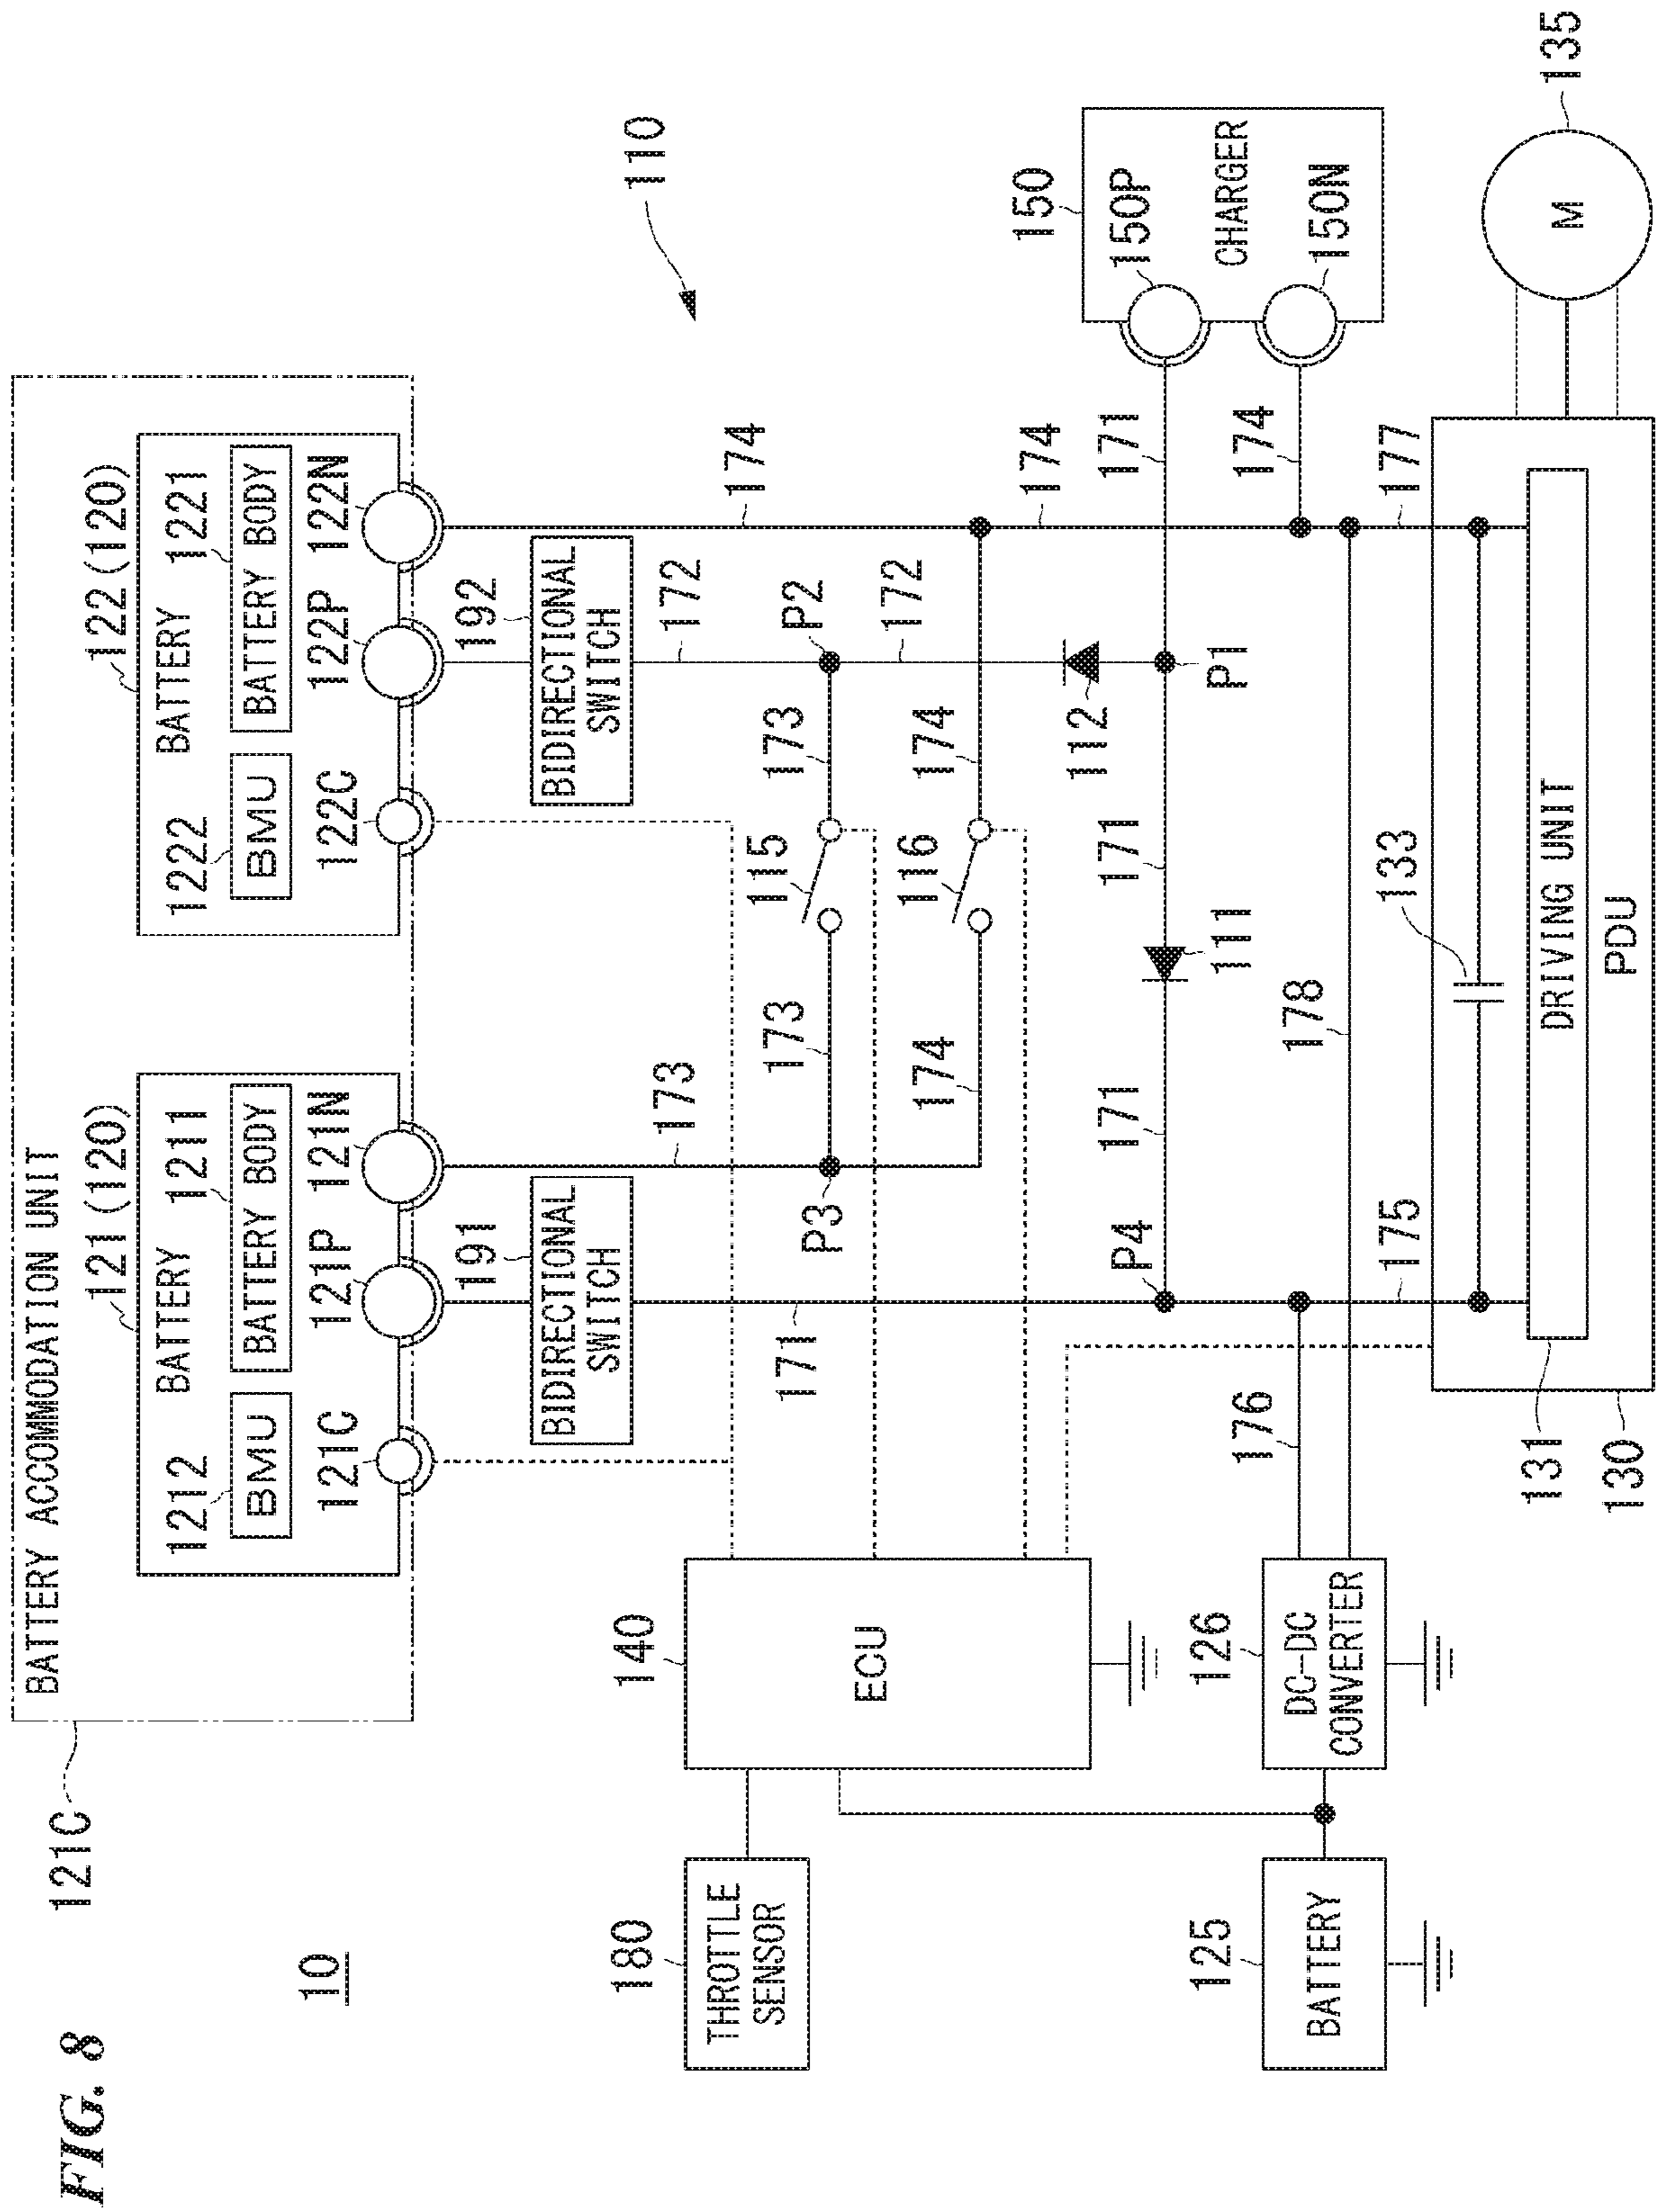 FIG. 8
10
110
BATTERY ACCOMMODATION UNIT
121C
121 (120)
122 (120)
BATTERY
1212
1211
BMU
BATTERY BODY
121C
121P
121N
BATTERY
1222
1221
BMU
BATTERY BODY
122C
122P
122N
191
BIDIRECTIONAL
SWITCH
192
BIDIRECTIONAL
SWITCH
173
172
174
180
THROTTLE
SENSOR
140
ECU
171
P3
173
115
173
P2
174
116
174
172
174
150
150P
CHARGER
150N
P4
171
111
171
112
P1
171
174
125
BATTERY
126
DC-DC
CONVERTER
176
178
175
177
133
131
DRIVING UNIT
130
PDU
M
135